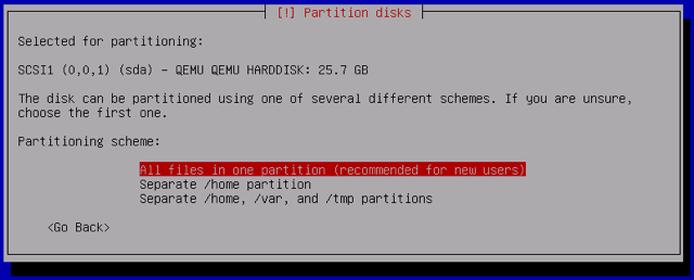 [!] Partition disks
Selected for partitioning:
SCSI1 (0,0,1) (sda) - QEMU QEMU HARDDISK: 25.7 GB
The disk can be partitioned using one of several different schemes. If you are unsure,
choose the first one.
Partitioning scheme:
All files in one partition (recommended for new users)
Separate /home partition
Separate /home, /var, and /tmp partitions
<Go Back>